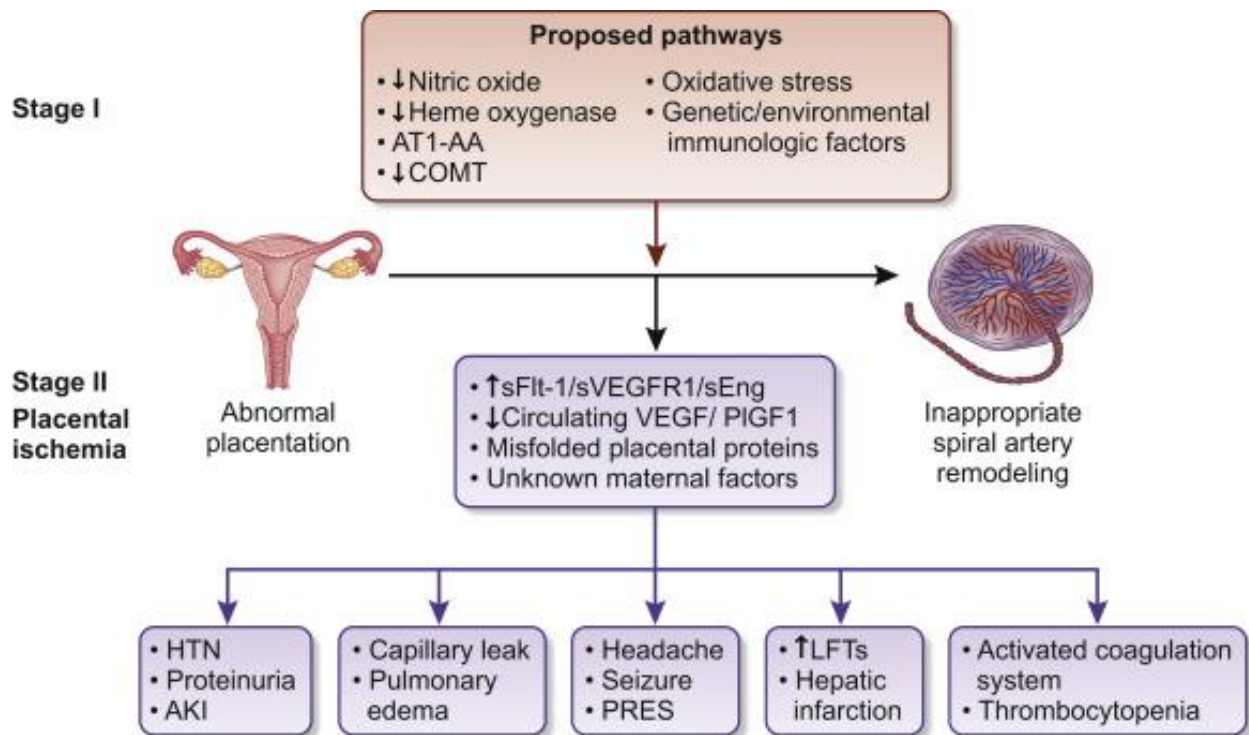 Proposed pathways
• ↓Nitric oxide
• ↓Heme oxygenase
• AT1-AA
• ↓COMT
• Oxidative stress
• Genetic/environmental
immunologic factors
Stage I
Stage II
Placental
ischemia
Abnormal
placentation
• ↑sFlt-1/sVEGFR1/sEng
• ↓Circulating VEGF/ PlGF1
• Misfolded placental proteins
• Unknown maternal factors
Inappropriate
spiral artery
remodeling
• HTN
• Proteinuria
• AKI
• Capillary leak
• Pulmonary
edema
• Headache
• Seizure
• PRES
• ↑LFTs
• Hepatic
infarction
• Activated coagulation
system
• Thrombocytopenia